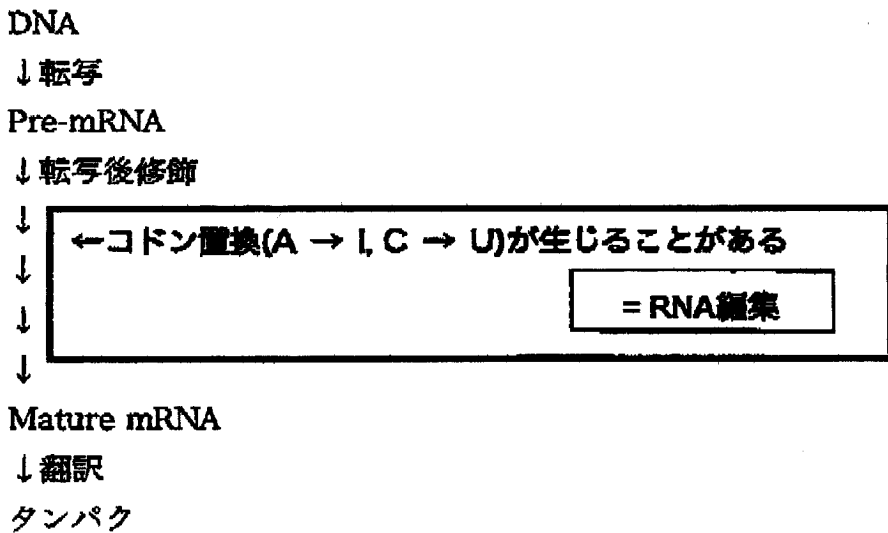 DNA
↓転写
Pre-mRNA
↓転写後修飾
↓
←コドン置換(A → I, C → U)が生じることがある
↓
= RNA編集
↓
↓
Mature mRNA
↓翻訳
タンパク